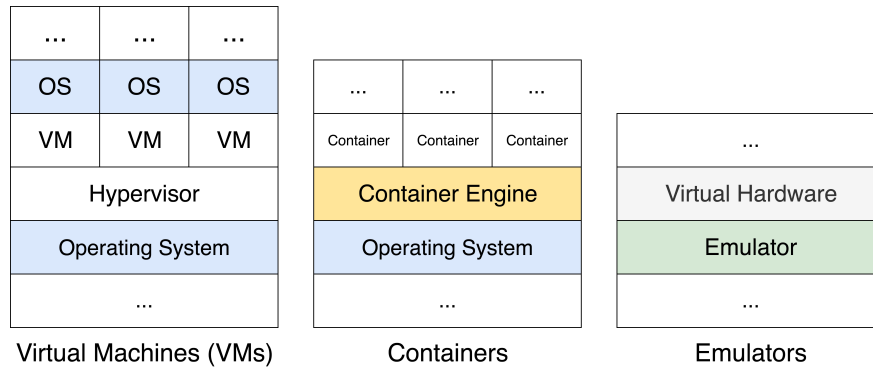 ... ... ...
OS OS OS
VM VM VM
Hypervisor
Operating System
...
Virtual Machines (VMs)
... ... ...
Container Container Container
Container Engine
Operating System
...
Containers
...
Virtual Hardware
Emulator
...
Emulators